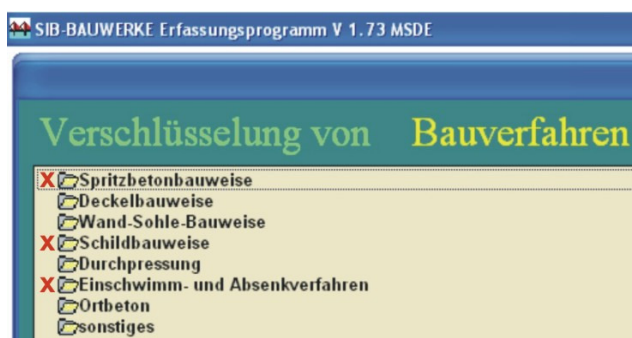 SIB-BAUWERKE Erfassungsprogramm V 1.73 MSDE
Verschlüsselung von Bauverfahren
X Spritzbetonbauweise
Deckelbauweise
Wand-Sohle-Bauweise
X Schildbauweise
Durchpressung
X Einschwimm- und Absenkverfahren
Ortbeton
sonstiges